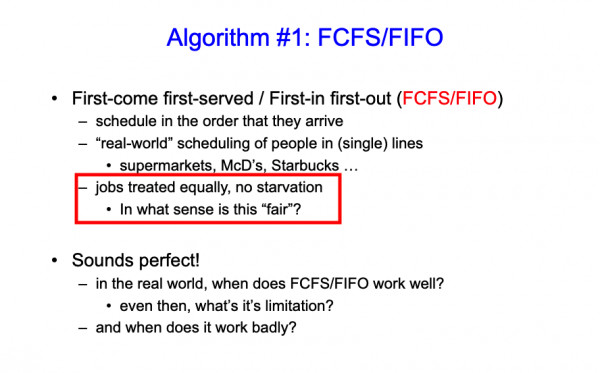 Algorithm #1: FCFS/FIFO
• First-come first-served / First-in first-out (FCFS/FIFO)
– schedule in the order that they arrive
– “real-world” scheduling of people in (single) lines
• supermarkets, McD’s, Starbucks …
– jobs treated equally, no starvation
• In what sense is this “fair”?
• Sounds perfect!
– in the real world, when does FCFS/FIFO work well?
• even then, what’s it’s limitation?
– and when does it work badly?